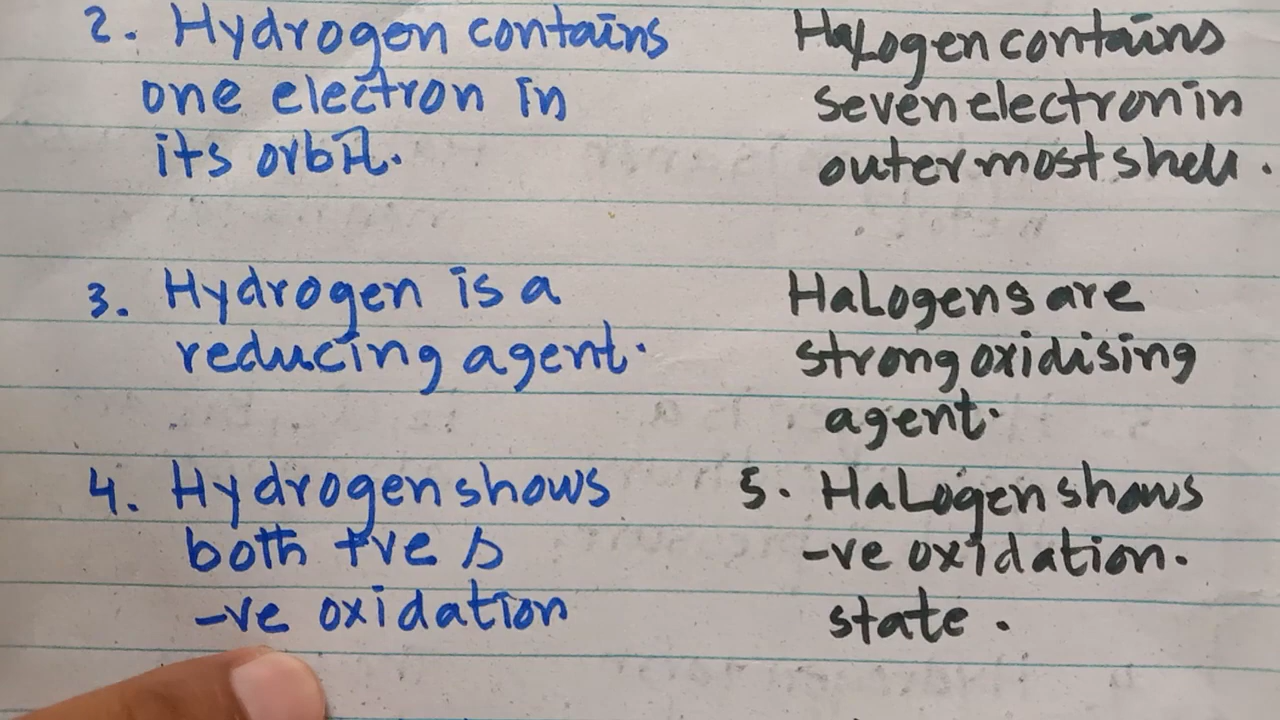 2. Hydrogen contains
one electron in
its orbit.
Halogen contains
seven electron in
outer most shell.
3. Hydrogen is a
reducing agent.
Halogens are
strong oxidising
agent.
4. Hydrogen shows
both +ve &
-ve oxidation
5. Halogen shows
-ve oxidation.
state.